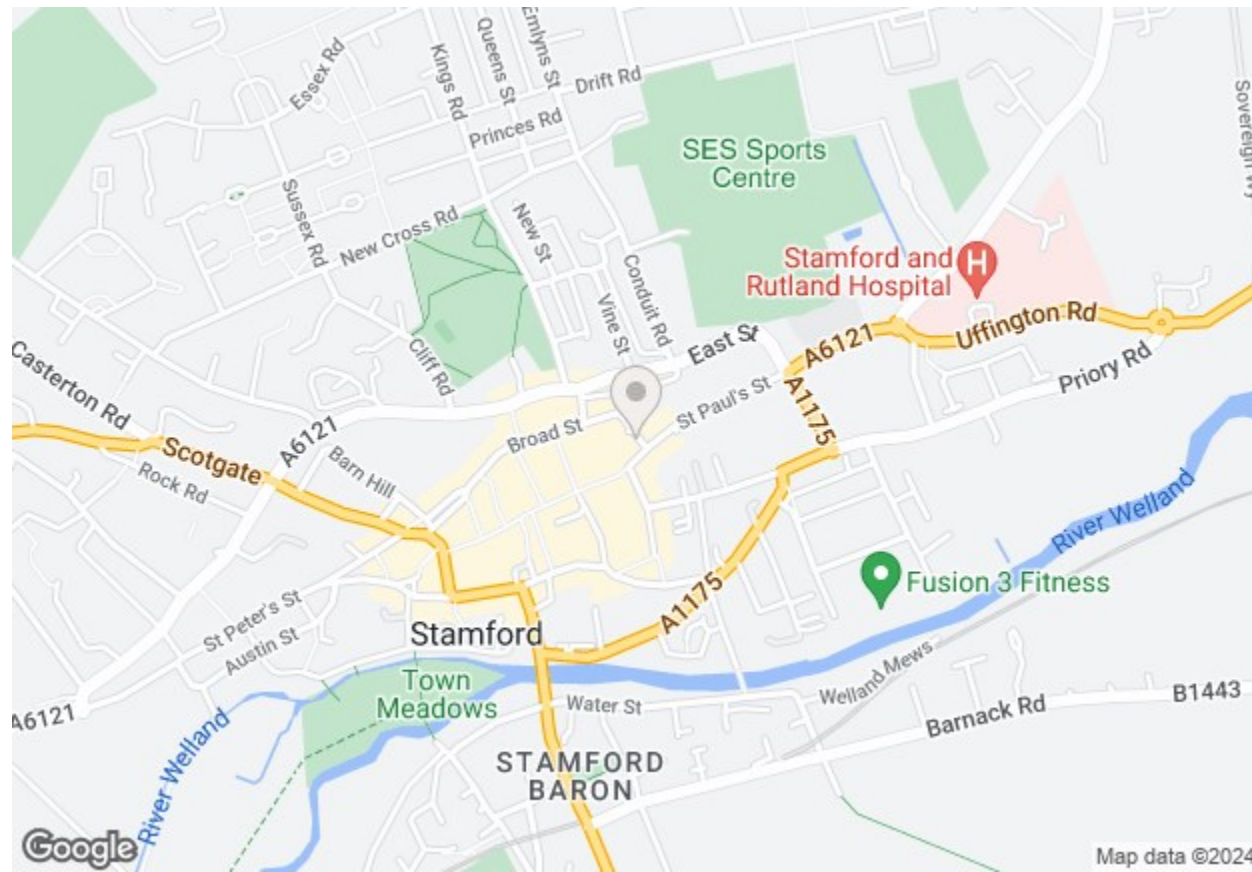 Essex Rd
Kings Rd
Queens St
Emlyns St
Drift Rd
Princes Rd
SES Sports
Centre
Sovereign Wy
Sussex Rd
New Cross Rd
New St
Conduit Rd
Vine St
Stamford and
Rutland Hospital
H
East St
A6121
Uffington Rd
Priory Rd
Casterton Rd
Cliff Rd
Scotgate
A6121
Broad St
St Paul's St
A1175
Rock Rd
Barn Hill
River Welland
Fusion 3 Fitness
A1175
St Peter's St
Austin St
Stamford
Town
Meadows
A6121
Water St
Welland Mews
Barnack Rd
B1443
River Welland
STAMFORD
BARON
Google
Map data ©2024